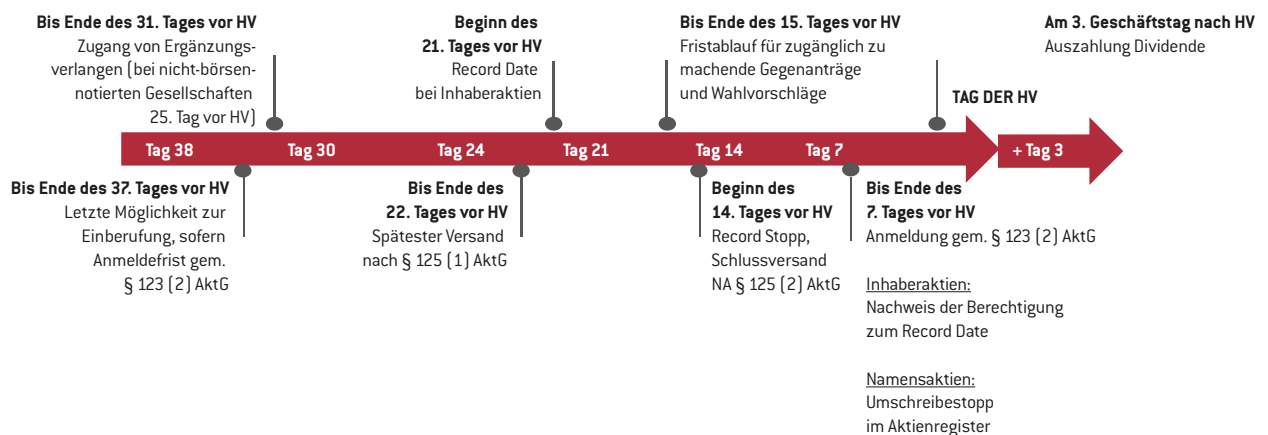 Bis Ende des 31. Tages vor HV
Zugang von Ergänzungs-
verlangen (bei nicht-börsen-
notierten Gesellschaften
25. Tag vor HV)
Beginn des
21. Tages vor HV
Record Date
bei Inhaberaktien
Bis Ende des 15. Tages vor HV
Fristablauf für zugänglich zu
machende Gegenanträge
und Wahlvorschläge
Am 3. Geschäftstag nach HV
Auszahlung Dividende
TAG DER HV
Tag 38
Tag 30
Tag 24
Tag 21
Tag 14
Tag 7
+ Tag 3
Bis Ende des 37. Tages vor HV
Letzte Möglichkeit zur
Einberufung, sofern
Anmeldefrist gem.
§ 123 (2) AktG
Bis Ende des
22. Tages vor HV
Spätester Versand
nach § 125 (1) AktG
Beginn des
14. Tages vor HV
Record Stopp,
Schlussversand
NA § 125 (2) AktG
Bis Ende des
7. Tages vor HV
Anmeldung gem. § 123 (2) AktG
Inhaberaktien:
Nachweis der Berechtigung
zum Record Date
Namensaktien:
Umschreibestopp
im Aktienregister